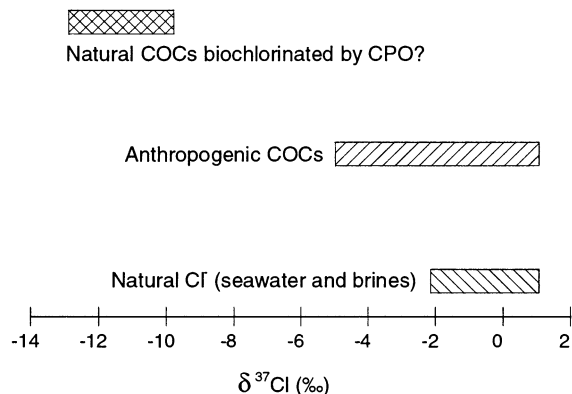 Natural COCs biochlorinated by CPO?
Anthropogenic COCs
Natural Cl⁻ (seawater and brines)
-14 -12 -10 -8 -6 -4 -2 0 2
δ ³⁷Cl (‰)